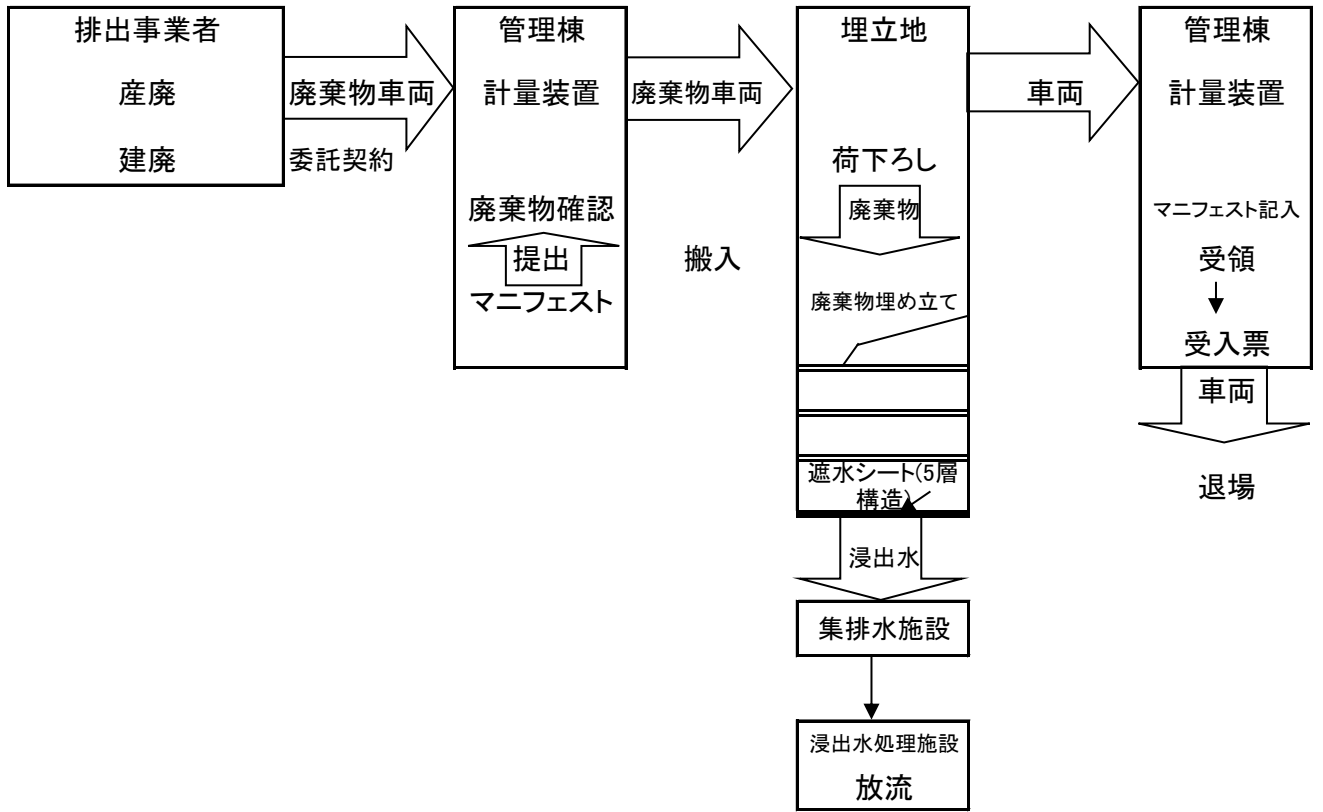 排出事業者
産廃
建廃
廃棄物車両
委託契約
管理棟
計量装置
廃棄物確認
提出
マニフェスト
廃棄物車両
搬入
埋立地
荷下ろし
廃棄物
廃棄物埋め立て
遮水シート(5層
構造)
浸出水
集排水施設
浸出水処理施設
放流
車両
管理棟
計量装置
マニフェスト記入
受領
受入票
車両
退場